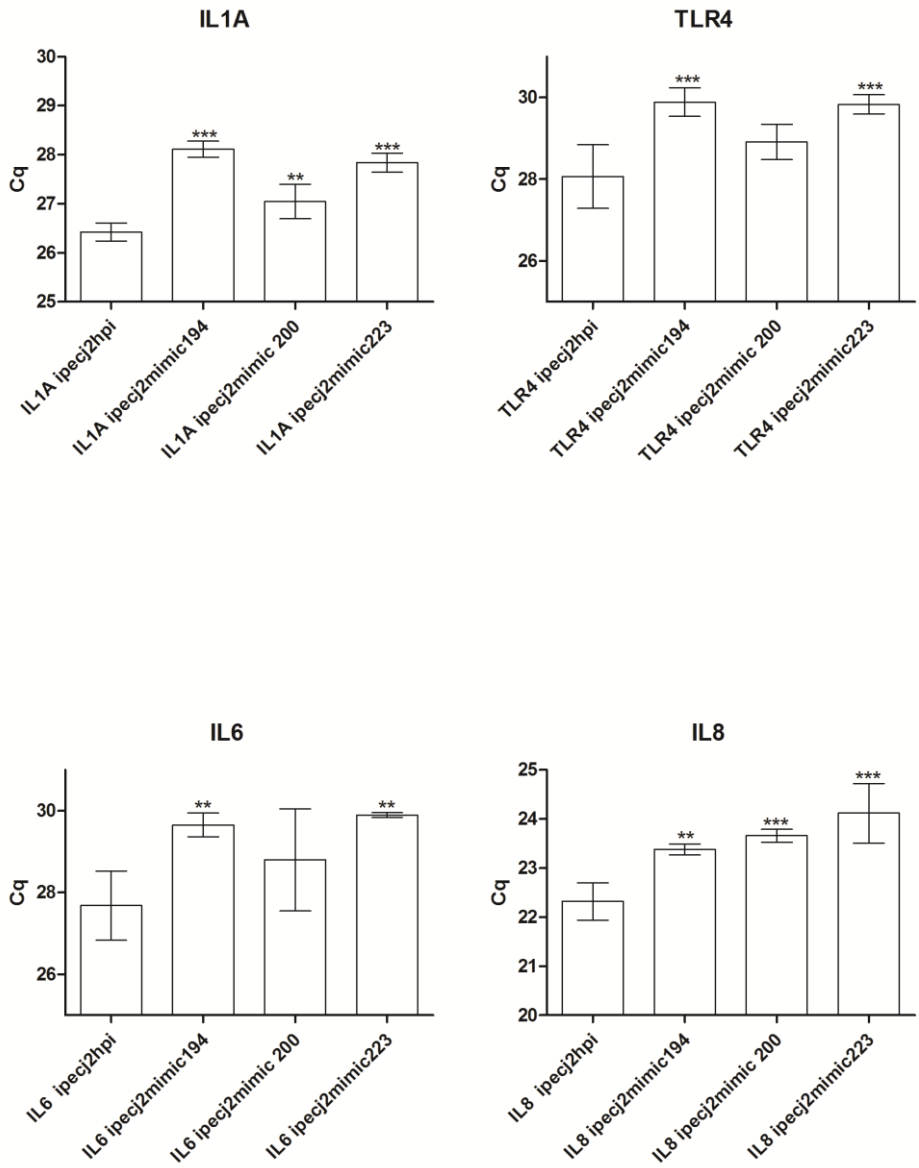 IL1A
30
29
28
27
26
25
Cq
***
**
***
IL1A ipecj2hpi
IL1A ipecj2mimic194
IL1A ipecj2mimic 200
IL1A ipecj2mimic223
TLR4
30
28
26
Cq
***
***
TLR4 ipecj2hpi
TLR4 ipecj2mimic194
TLR4 ipecj2mimic 200
TLR4 ipecj2mimic223
IL6
30
28
26
Cq
**
**
IL6 ipecj2hpi
IL6 ipecj2mimic194
IL6 ipecj2mimic 200
IL6 ipecj2mimic223
IL8
25
24
23
22
21
20
Cq
**
***
***
IL8 ipecj2hpi
IL8 ipecj2mimic194
IL8 ipecj2mimic 200
IL8 ipecj2mimic223